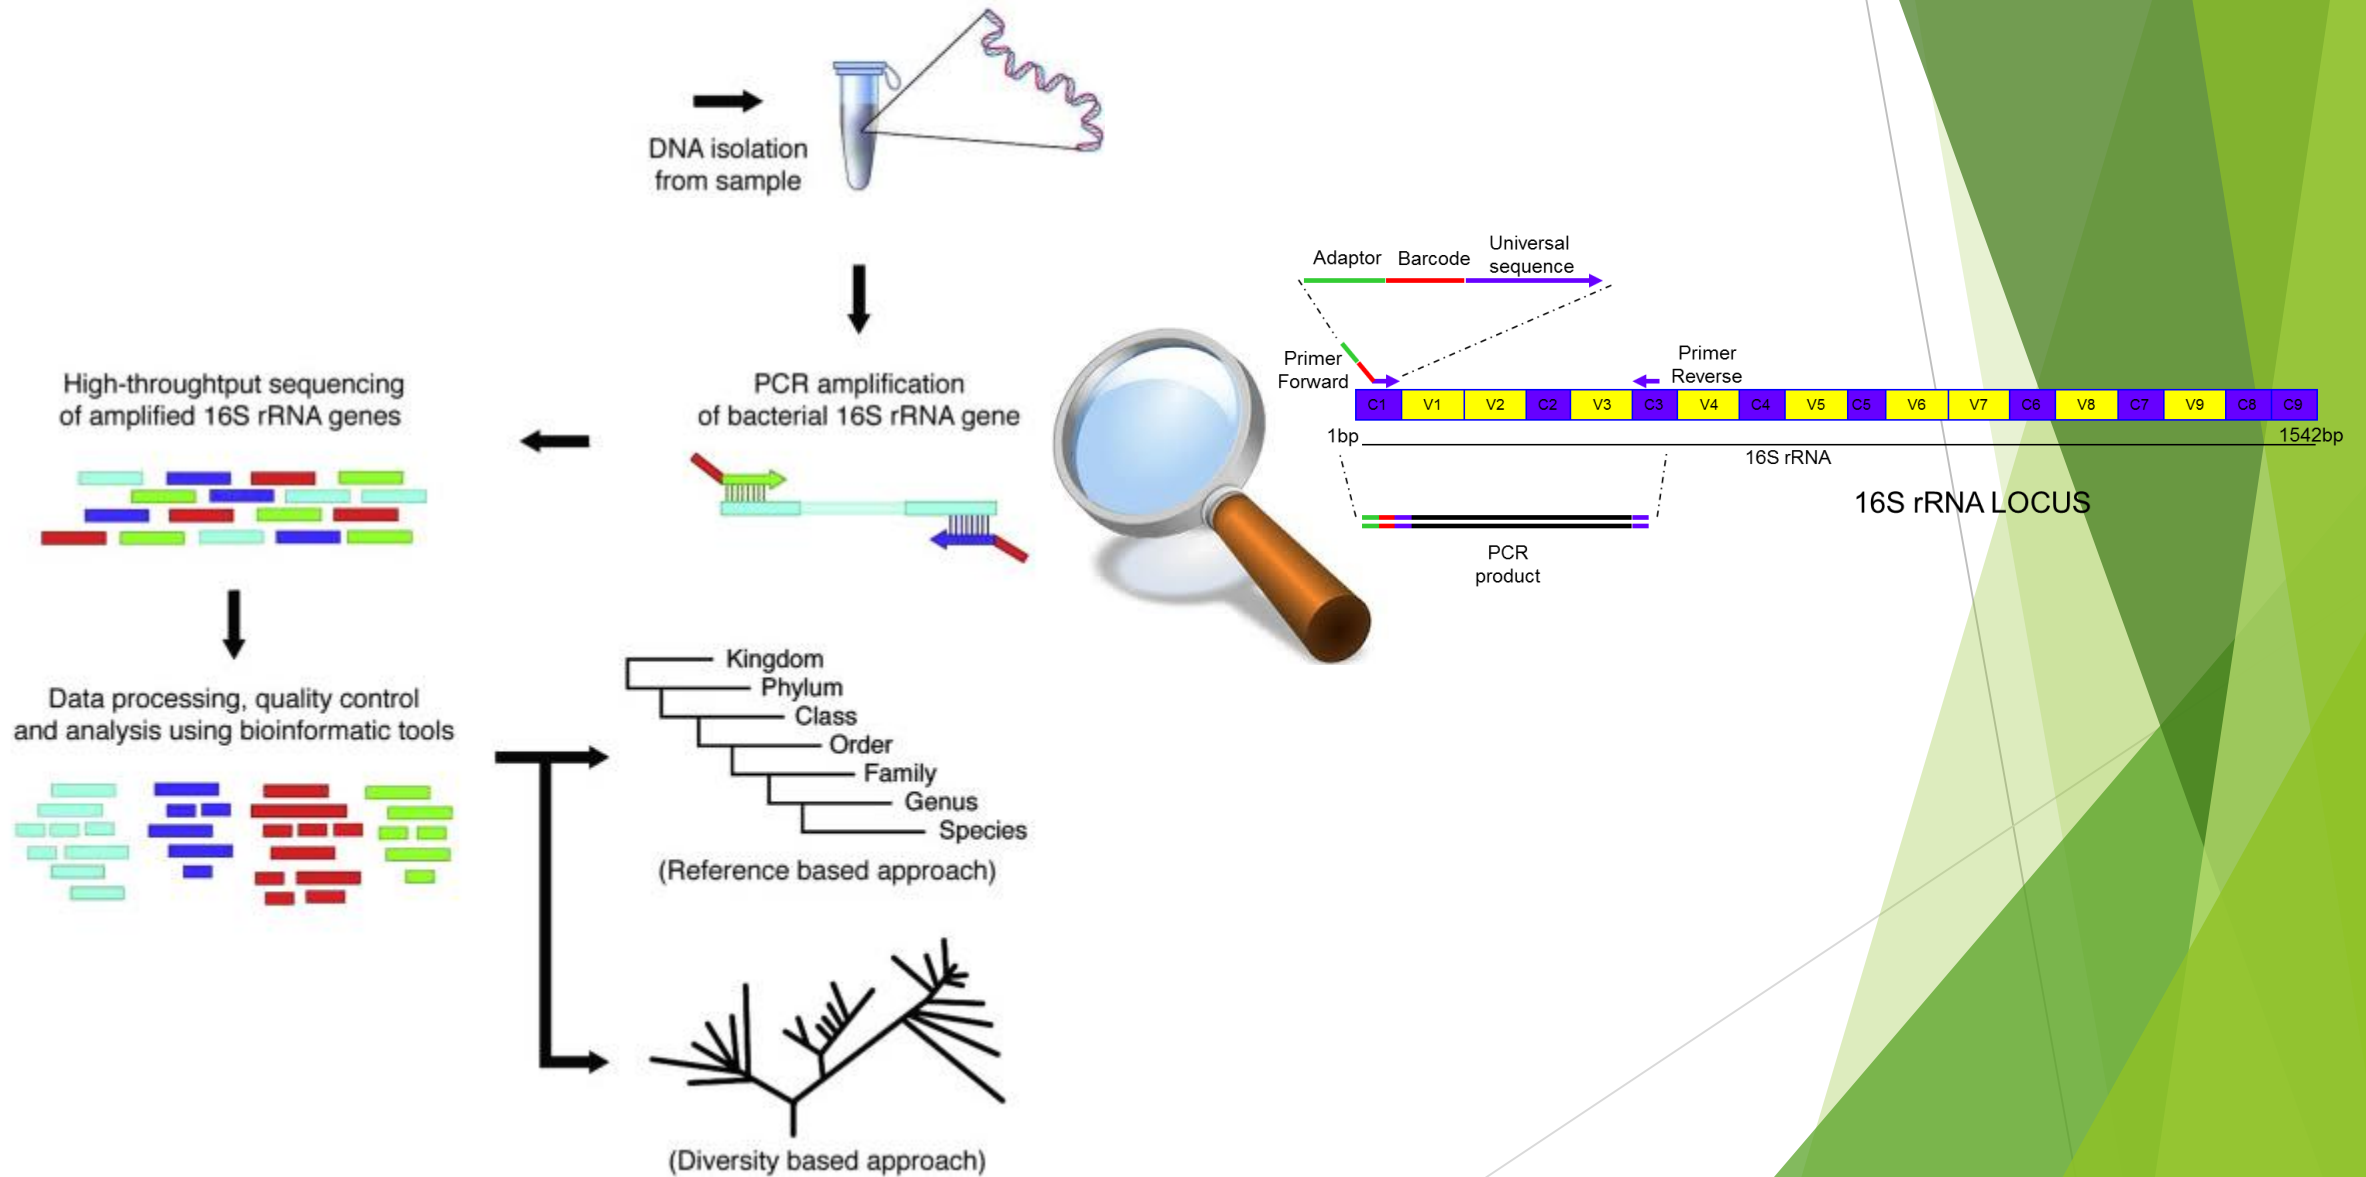 DNA isolation
from sample
PCR amplification
of bacterial 16S rRNA gene
High-throughtput sequencing
of amplified 16S rRNA genes
Data processing, quality control
and analysis using bioinformatic tools
Kingdom
Phylum
Class
Order
Family
Genus
Species
(Reference based approach)
(Diversity based approach)
Adaptor Barcode Universal
sequence
Primer
Forward
Primer
Reverse
C1 V1 V2 C2 V3 C3 V4 C4 V5 C5 V6 V7 C6 V8 C7 V9 C8 C9
1bp 1542bp
16S rRNA
16S rRNA LOCUS
PCR
product